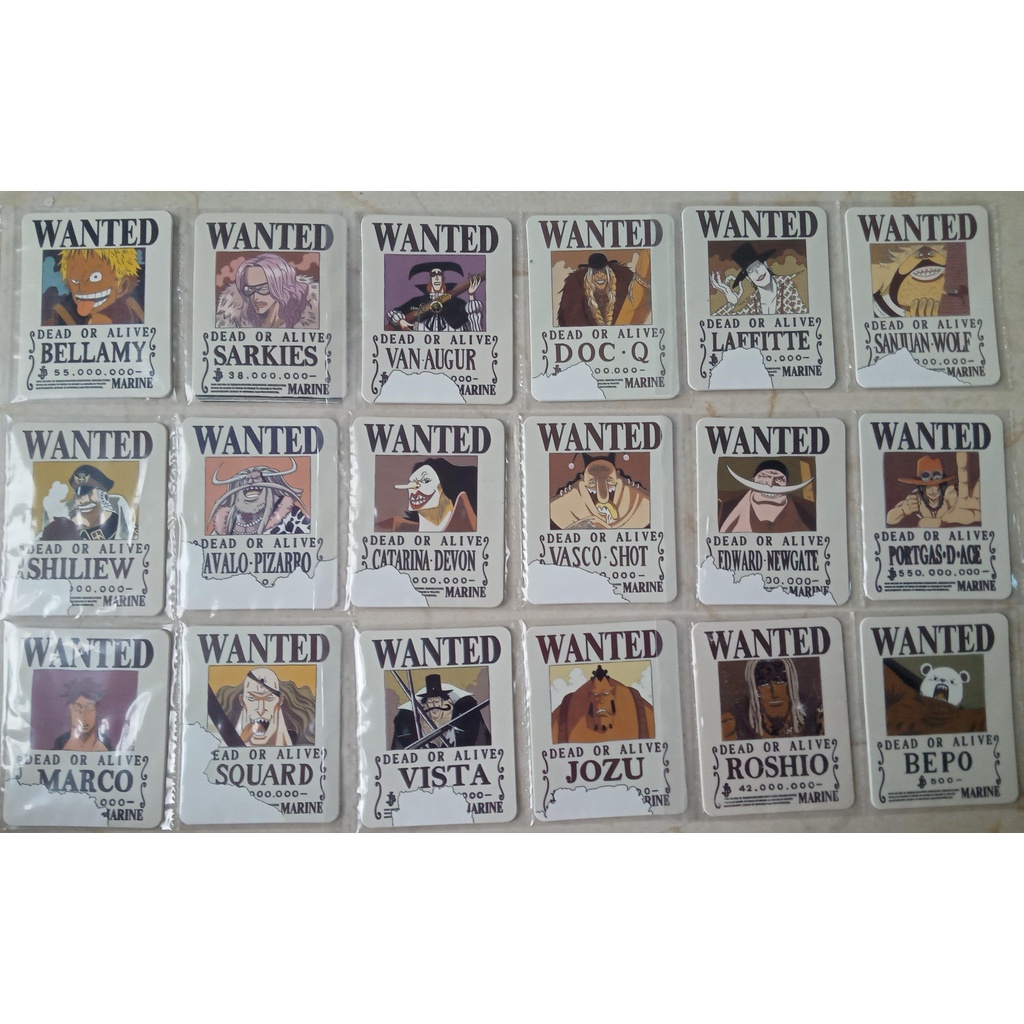 WANTED
DEAD OR ALIVE
BELLAMY
55.000.000-
MARINE
WANTED
DEAD OR ALIVE
SARKIES
38.000.000-
MARINE
WANTED
DEAD OR ALIVE
VAN·AUGUR
MARINE
WANTED
DEAD OR ALIVE
DOC·Q
MARINE
WANTED
DEAD OR ALIVE
LAFFITTE
MARINE
WANTED
DEAD OR ALIVE
SANJUAN·WOLF
MARINE
WANTED
DEAD OR ALIVE
SHILIEW
MARINE
WANTED
DEAD OR ALIVE
AVALO·PIZARRO
WANTED
DEAD OR ALIVE
CATARINA·DEVON
000.000-
MARINE
WANTED
DEAD OR ALIVE
VASCO·SHOT
MARINE
WANTED
DEAD OR ALIVE
EDWARD·NEWGATE
MARINE
WANTED
DEAD OR ALIVE
PORTGAS·D·ACE
550.000.000-
MARINE
WANTED
DEAD OR ALIVE
MARCO
MARINE
WANTED
DEAD OR ALIVE
SQUARD
MARINE
WANTED
DEAD OR ALIVE
VISTA
MARINE
WANTED
DEAD OR ALIVE
JOZU
WANTED
DEAD OR ALIVE
ROSHIO
42.000.000-
MARINE
WANTED
DEAD OR ALIVE
BEPO
500-
MARINE